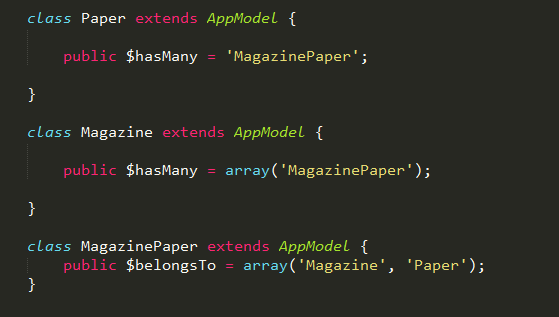 class Paper extends AppModel {
public $hasMany = 'MagazinePaper';
}
class Magazine extends AppModel {
public $hasMany = array('MagazinePaper');
}
class MagazinePaper extends AppModel {
public $belongsTo = array('Magazine', 'Paper');
}